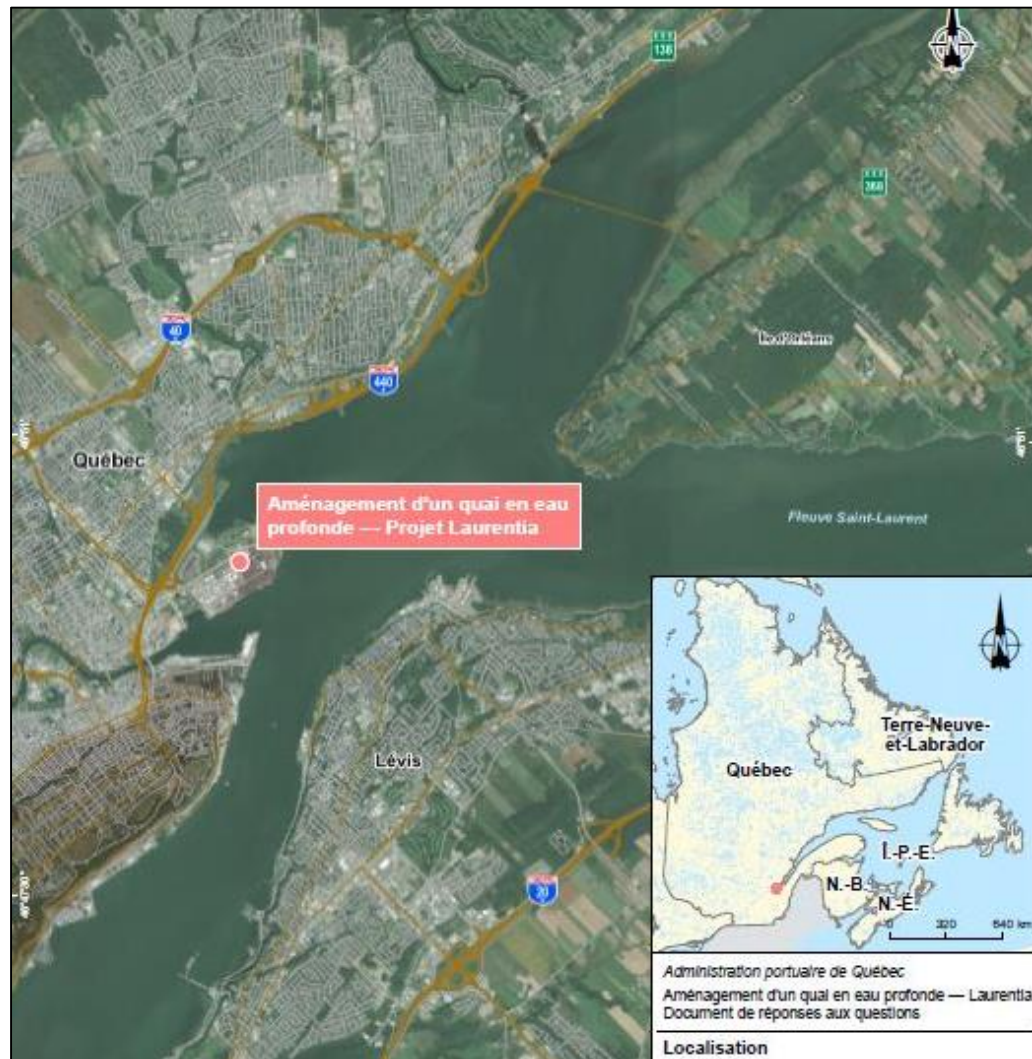 138
368
Île d'Orléans
40
440
Québec
Aménagement d'un quai en eau
profonde — Projet Laurentia
Fleuve Saint-Laurent
Lévis
20
N
Terre-Neuve-
et-Labrador
Québec
Î.-P.-E.
N.-B.
N.-É.
0 320 640 km
Administration portuaire de Québec
Aménagement d'un quai en eau profonde — Laurentia
Document de réponses aux questions
Localisation